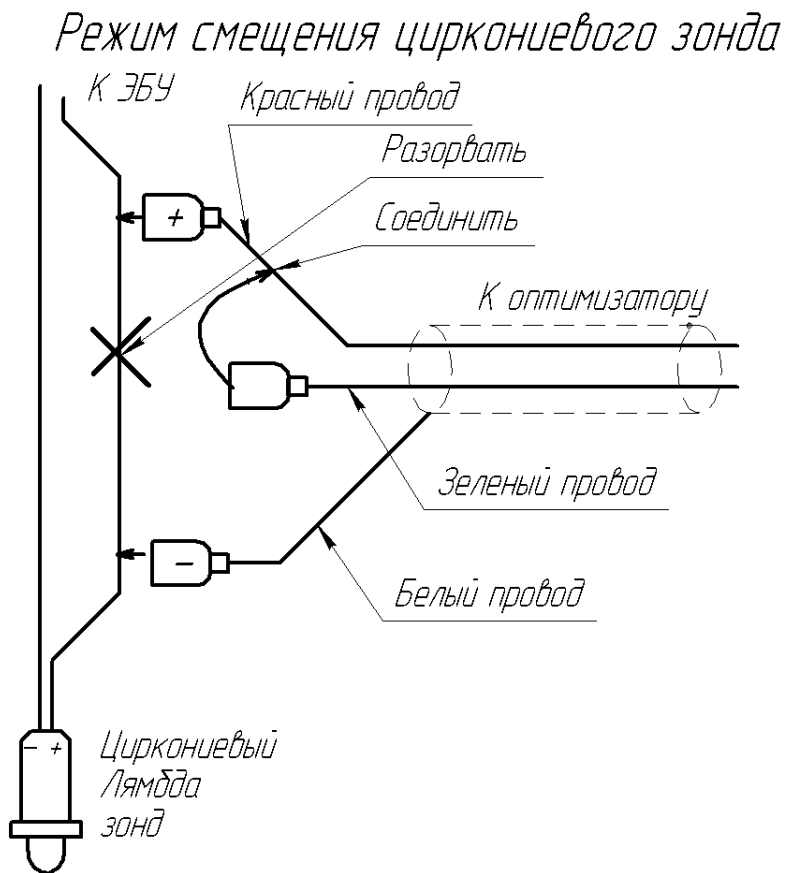 Режим смещения циркониевого зонда
К ЭБУ
Красный провод
Разорвать
+
Соединить
К оптимизатору
Зеленый провод
-
Белый провод
- +
Циркониевый
Лямбда
зонд